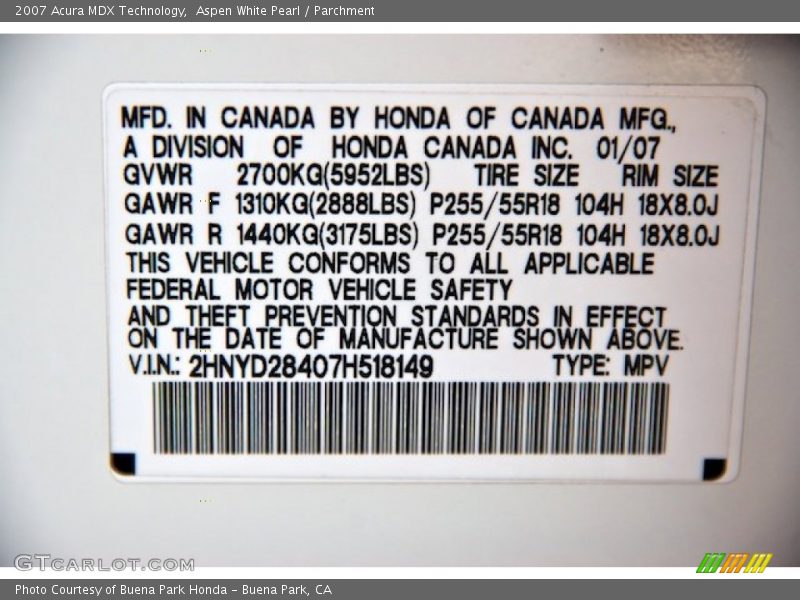 2007 Acura MDX Technology,  Aspen White Pearl / Parchment
MFD. IN CANADA BY HONDA OF CANADA MFG.,
A DIVISION OF HONDA CANADA INC. 01/07
GVWR 2700KG(5952LBS) TIRE SIZE RIM SIZE
GAWR F 1310KG(2888LBS) P255/55R18 104H 18X8.0J
GAWR R 1440KG(3175LBS) P255/55R18 104H 18X8.0J
THIS VEHICLE CONFORMS TO ALL APPLICABLE
FEDERAL MOTOR VEHICLE SAFETY
AND THEFT PREVENTION STANDARDS IN EFFECT
ON THE DATE OF MANUFACTURE SHOWN ABOVE.
V.I.N.: 2HNYD28407H518149 TYPE: MPV
GTCARLOT.COM
Photo Courtesy of Buena Park Honda - Buena Park, CA